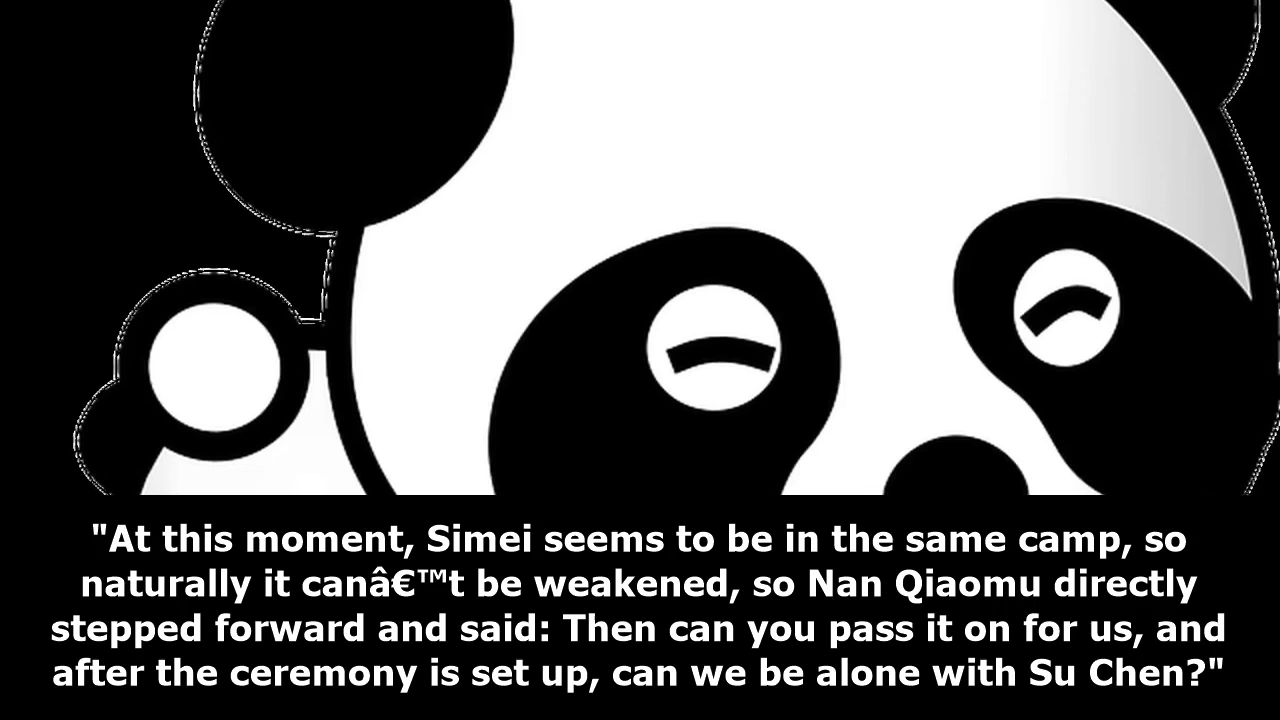 "At this moment, Simei seems to be in the same camp, so
naturally it canâ€™t be weakened, so Nan Qiaomu directly
stepped forward and said: Then can you pass it on for us, and
after the ceremony is set up, can we be alone with Su Chen?"